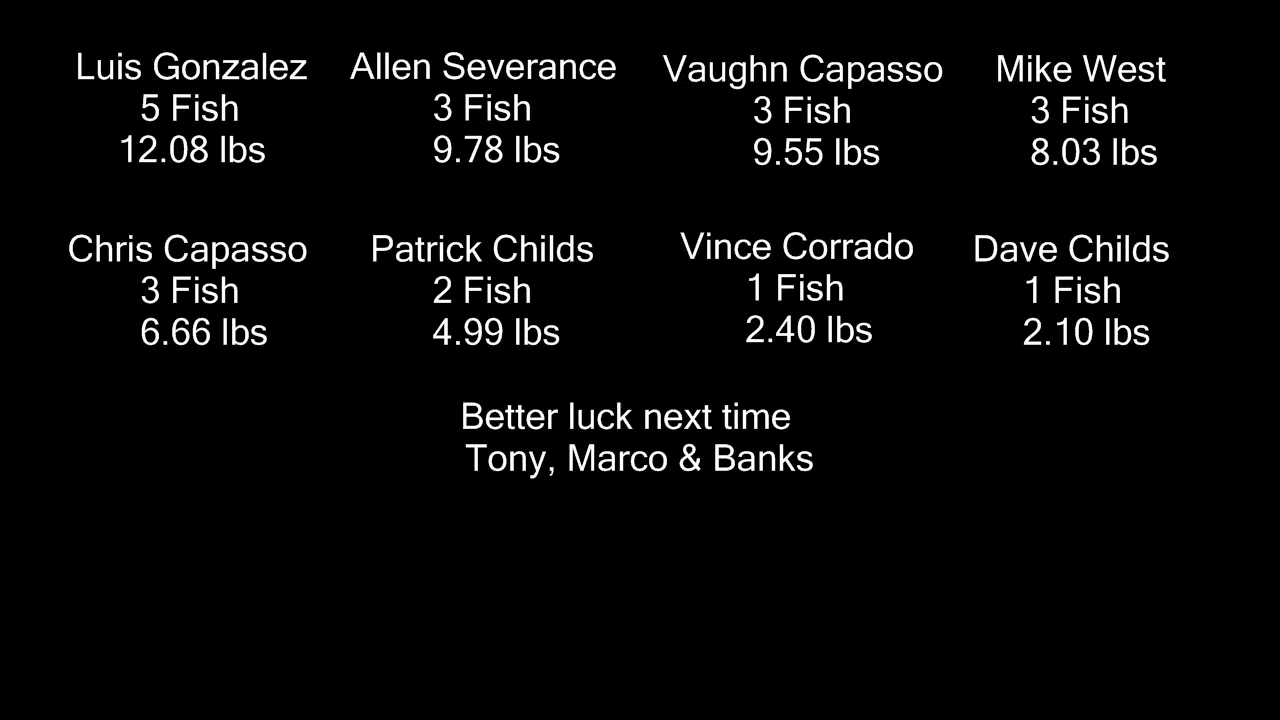 Luis Gonzalez
5 Fish
12.08 lbs
Allen Severance
3 Fish
9.78 lbs
Vaughn Capasso
3 Fish
9.55 lbs
Mike West
3 Fish
8.03 lbs
Chris Capasso
3 Fish
6.66 lbs
Patrick Childs
2 Fish
4.99 lbs
Vince Corrado
1 Fish
2.40 lbs
Dave Childs
1 Fish
2.10 lbs
Better luck next time
Tony, Marco & Banks